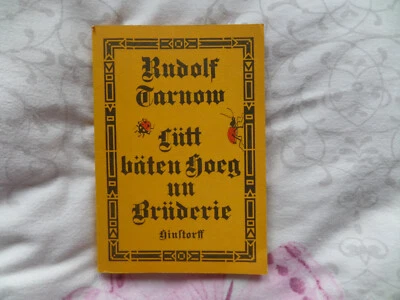 Rudolf
Tarnow
Lütt
bäten Hoeg
un
Brüderie
Hinstorff